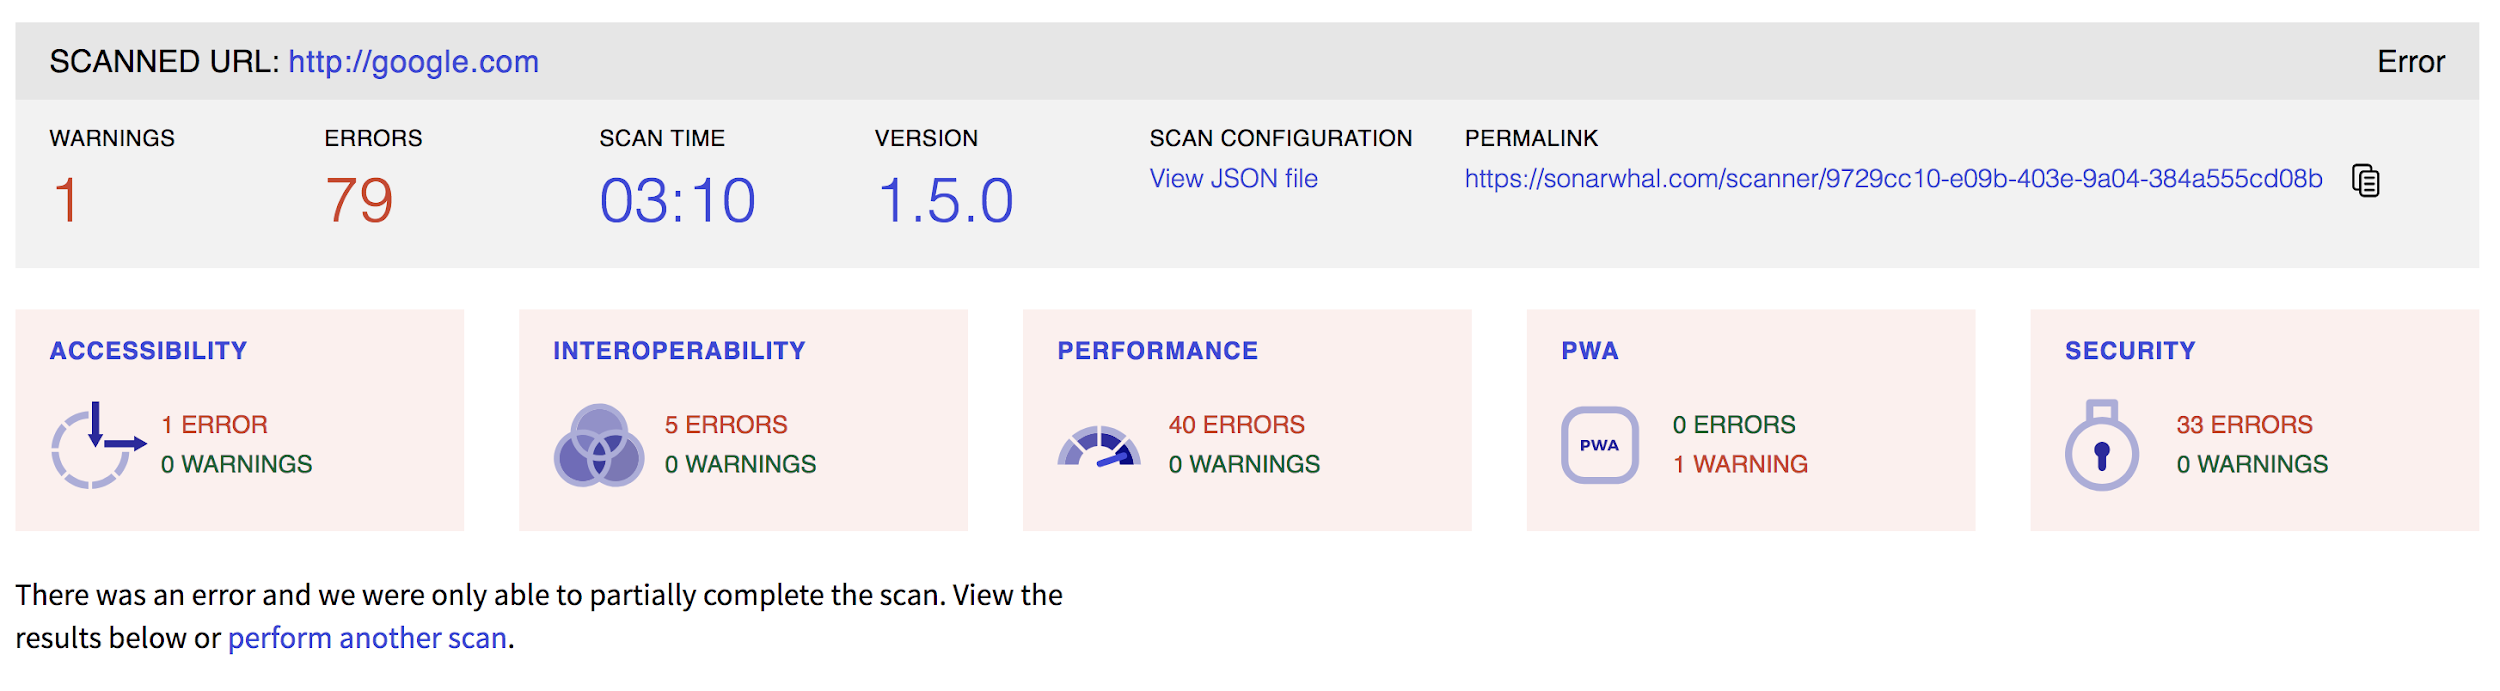 SCANNED URL: http://google.com Error
WARNINGS ERRORS SCAN TIME VERSION SCAN CONFIGURATION PERMALINK
1 79 03:10 1.5.0 View JSON file https://sonarwhal.com/scanner/9729cc10-e09b-403e-9a04-384a555cd08b
ACCESSIBILITY
1 ERROR
0 WARNINGS
INTEROPERABILITY
5 ERRORS
0 WARNINGS
PERFORMANCE
40 ERRORS
0 WARNINGS
PWA
PWA
0 ERRORS
1 WARNING
SECURITY
33 ERRORS
0 WARNINGS
There was an error and we were only able to partially complete the scan. View the
results below or perform another scan.